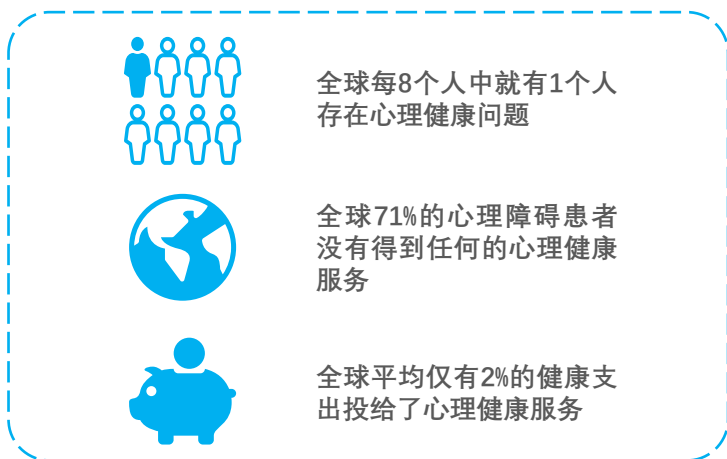 全球每8个人中就有1个人
存在心理健康问题
全球71%的心理障碍患者
没有得到任何的心理健康
服务
全球平均仅有2%的健康支
出投给了心理健康服务